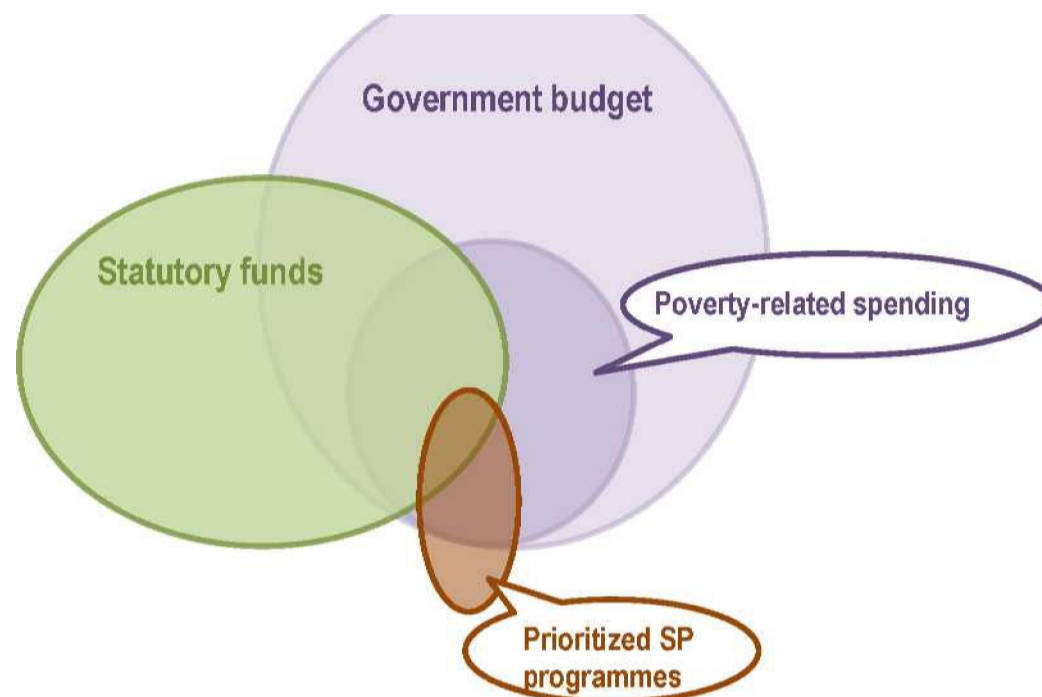 Government budget
Statutory funds
Poverty-related spending
Prioritized SP
programmes